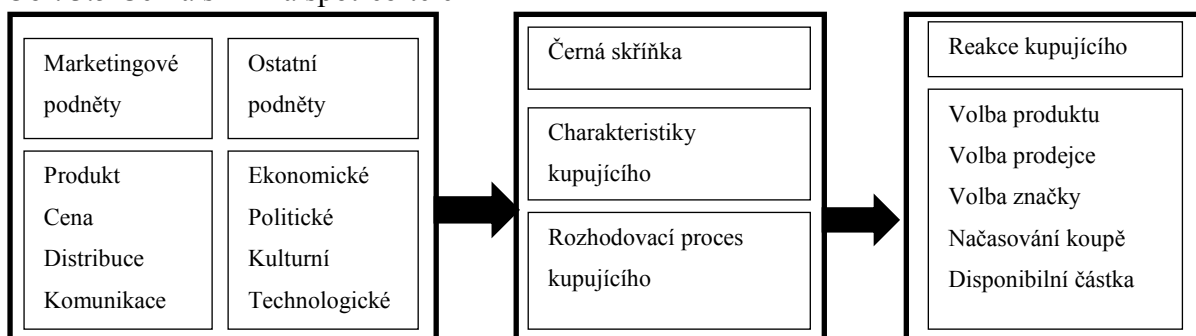 Marketingové
podněty
Ostatní
podněty
Produkt
Cena
Distribuce
Komunikace
Ekonomické
Politické
Kulturní
Technologické
Černá skříňka
Charakteristiky
kupujícího
Rozhodovací proces
kupujícího
Reakce kupujícího
Volba produktu
Volba prodejce
Volba značky
Načasování koupě
Disponibilní částka